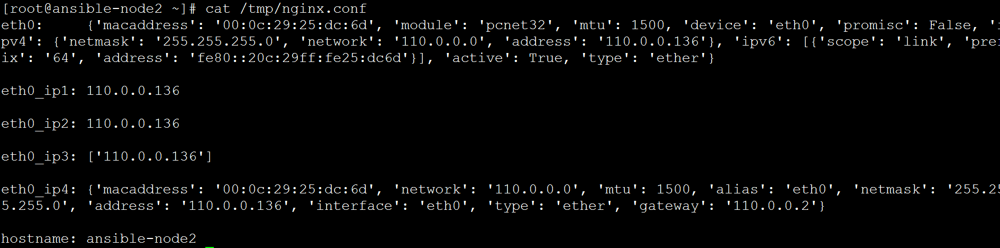 [root@ansible-node2 ~]# cat /tmp/nginx.conf
eth0:     {'macaddress': '00:0c:29:25:dc:6d', 'module': 'pcnet32', 'mtu': 1500, 'device': 'eth0', 'promisc': False, 'i
pv4': {'netmask': '255.255.255.0', 'network': '110.0.0.0', 'address': '110.0.0.136'}, 'ipv6': [{'scope': 'link', 'pref
ix': '64', 'address': 'fe80::20c:29ff:fe25:dc6d'}], 'active': True, 'type': 'ether'}
eth0_ip1: 110.0.0.136
eth0_ip2: 110.0.0.136
eth0_ip3: ['110.0.0.136']
eth0_ip4: {'macaddress': '00:0c:29:25:dc:6d', 'network': '110.0.0.0', 'mtu': 1500, 'alias': 'eth0', 'netmask': '255.25
5.255.0', 'address': '110.0.0.136', 'interface': 'eth0', 'type': 'ether', 'gateway': '110.0.0.2'}
hostname: ansible-node2